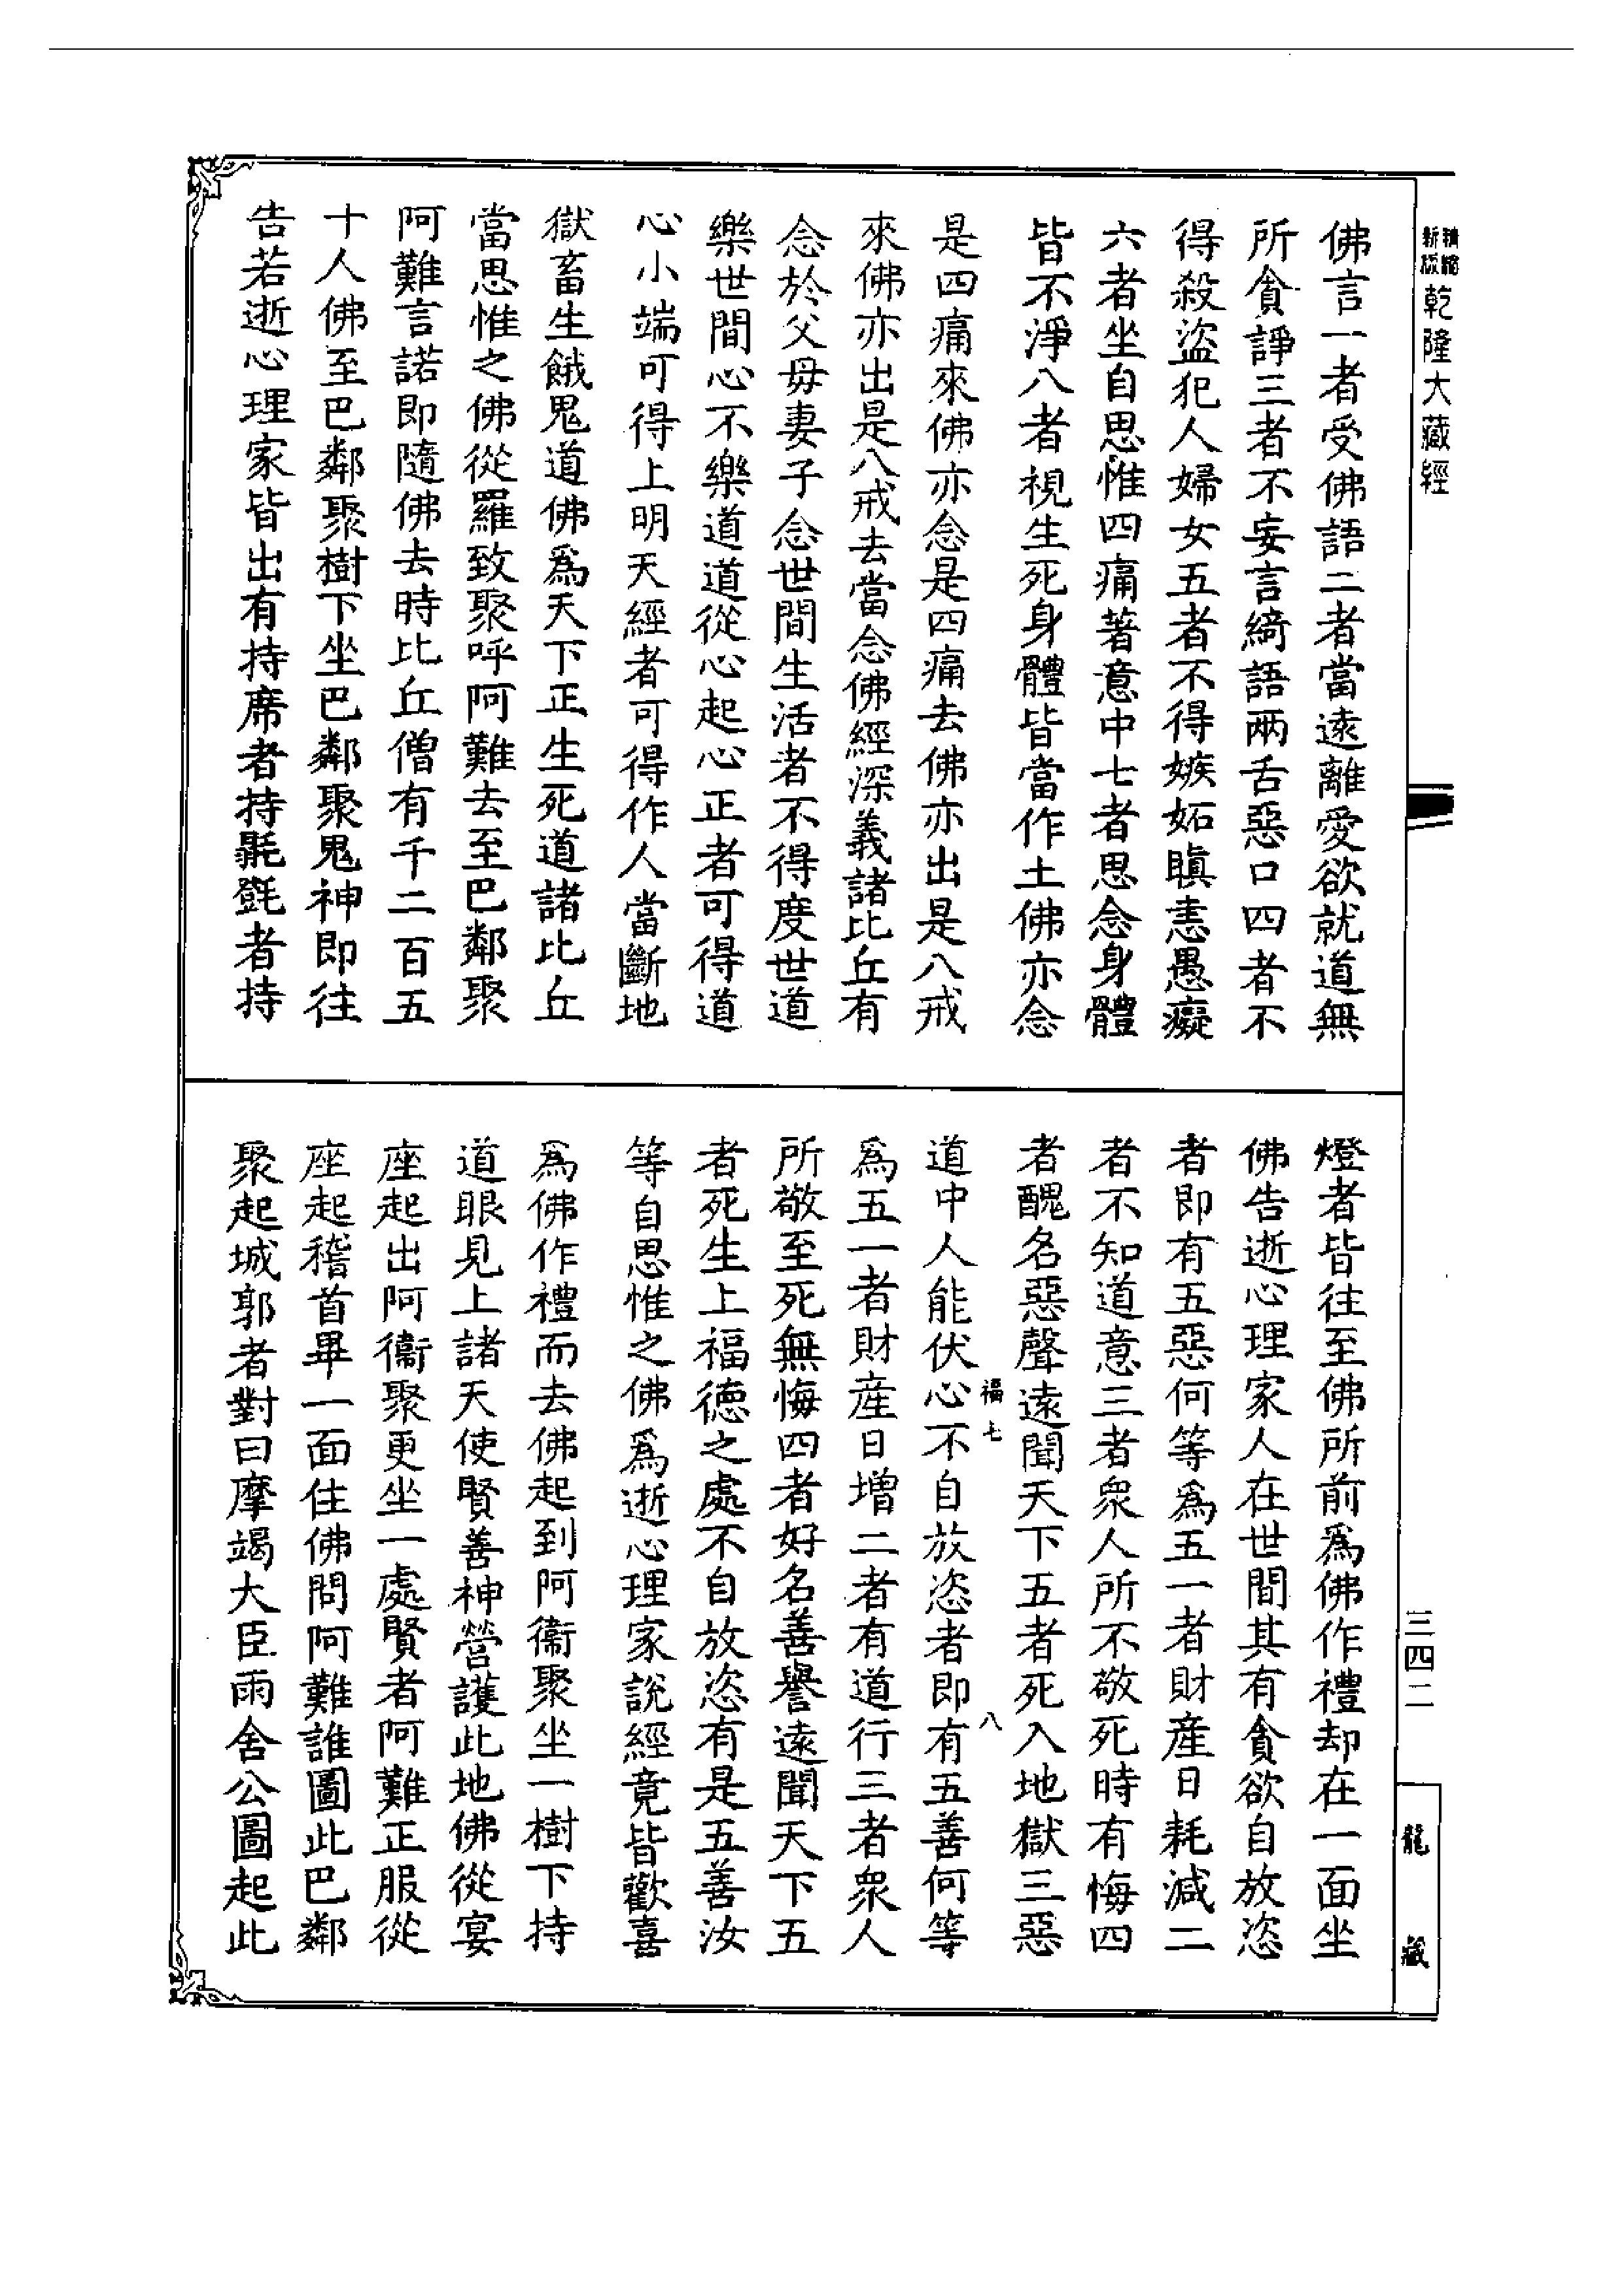 精縮新版乾隆大藏經
佛言一者受佛語二者當遠離愛欲就道無
所貪諍三者不妄言綺語兩舌惡口四者不
得殺盜犯人婦女五者不得嫉妬瞋恚愚癡
六者坐自思惟四痛著意中七者思念身體
皆不淨八者視生死身體皆當作土佛亦念
是四痛來佛亦念是四痛去佛亦出是八戒
來佛亦出是八戒去當念佛經深義諸比丘有
念於父母妻子念世間生活者不得度世道
樂世間心不樂道道從心起心正者可得道
心小端可得上明天經者可得作人當斷地
獄畜生餓鬼道佛爲天下正生死道諸比丘
當思惟之佛從羅致聚呼阿難去至巴鄰聚
阿難言諾即隨佛去時比丘僧有千二百五
十人佛至巴鄰聚樹下坐巴鄰聚鬼神即往
告若逝心理家皆出有持席者持氍㲪者持
燈者皆往至佛所前爲佛作禮却在一面坐
佛告逝心理家人在世間其有貪欲自放恣
者即有五惡何等爲五一者財產日耗減二
者不知道意三者衆人所不敬死時有悔四
者醜名惡聲遠聞天下五者死入地獄三惡
福七 八
道中人能伏心不自放恣者即有五善何等
爲五一者財產日增二者有道行三者衆人
所敬至死無悔四者好名善譽遠聞天下五
者死生上福德之處不自放恣有是五善汝
等自思惟之佛爲逝心理家說經竟皆歡喜
爲佛作禮而去佛起到阿衞聚坐一樹下持
道眼見上諸天使賢善神營護此地佛從宴
座起出阿衞聚更坐一處賢者阿難正服從
座起稽首畢一面住佛問阿難誰圖此巴鄰
聚起城郭者對曰摩竭大臣雨舍公圖起此
三四二
龍藏